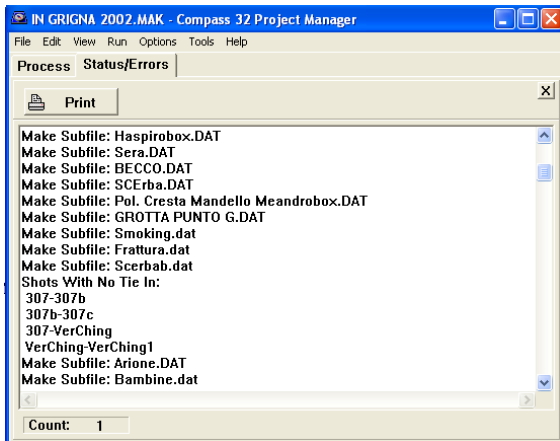 IN GRIGNA 2002.MAK - Compass 32 Project Manager
File Edit View Run Options Tools Help
Process Status/Errors
Print
Make Subfile: Haspirobox.DAT
Make Subfile: Sera.DAT
Make Subfile: BECCO.DAT
Make Subfile: SCErba.DAT
Make Subfile: Pol. Cresta Mandello Meandrobox.DAT
Make Subfile: GROTTA PUNTO G.DAT
Make Subfile: Smoking.dat
Make Subfile: Frattura.dat
Make Subfile: Scerbab.dat
Shots With No Tie In:
307-307b
307b-307c
307-VerChing
VerChing-VerChing1
Make Subfile: Arione.DAT
Make Subfile: Bambine.dat
Count: 1